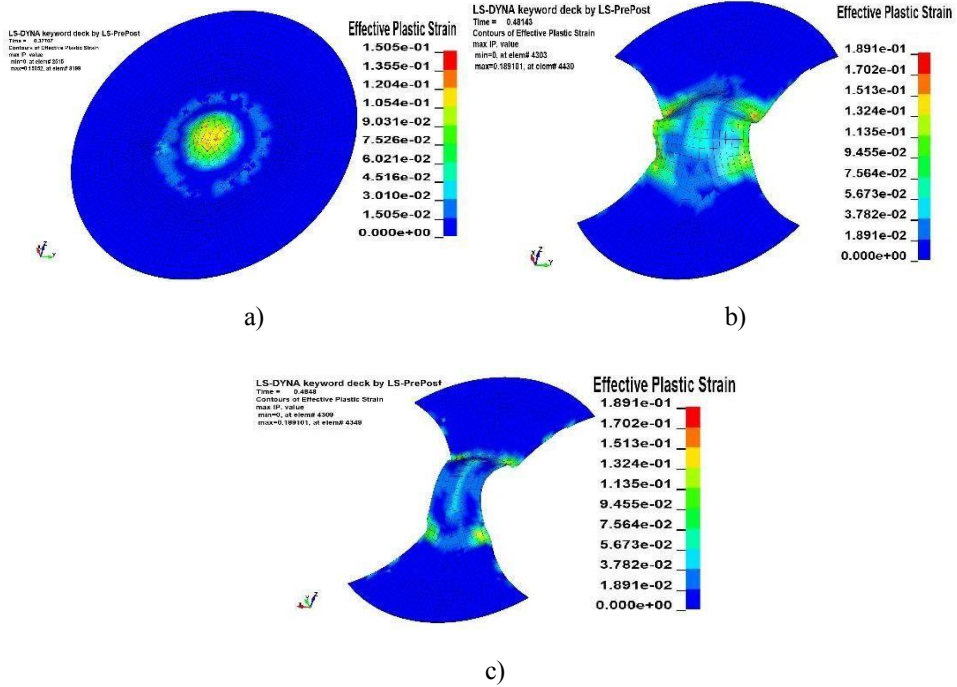 LS-DYNA keyword deck by LS-PrePost
Contours of Effective Plastic Strain
max IP. value
Effective Plastic Strain
1.505e-01
1.355e-01
1.204e-01
1.054e-01
9.031e-02
7.526e-02
6.021e-02
4.516e-02
3.010e-02
1.505e-02
0.000e+00
a)
LS-DYNA keyword deck by LS-PrePost
Time = 0.48143
Contours of Effective Plastic Strain
max IP. value
min=0, at elem# 4303
max=0.189101, at elem# 4430
Effective Plastic Strain
1.891e-01
1.702e-01
1.513e-01
1.324e-01
1.135e-01
9.455e-02
7.564e-02
5.673e-02
3.782e-02
1.891e-02
0.000e+00
b)
LS-DYNA keyword deck by LS-PrePost
Time = 0.4848
Contours of Effective Plastic Strain
max IP. value
min=0, at elem# 4309
max=0.189101, at elem# 4349
Effective Plastic Strain
1.891e-01
1.702e-01
1.513e-01
1.324e-01
1.135e-01
9.455e-02
7.564e-02
5.673e-02
3.782e-02
1.891e-02
0.000e+00
c)